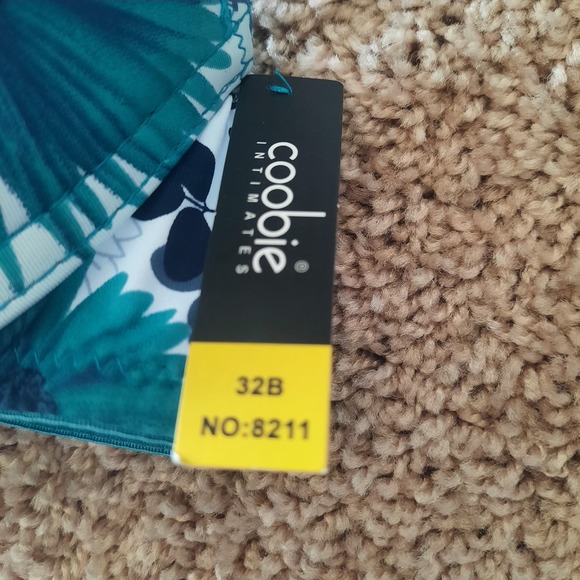 coobie®
INTIMATES
32B
NO:8211